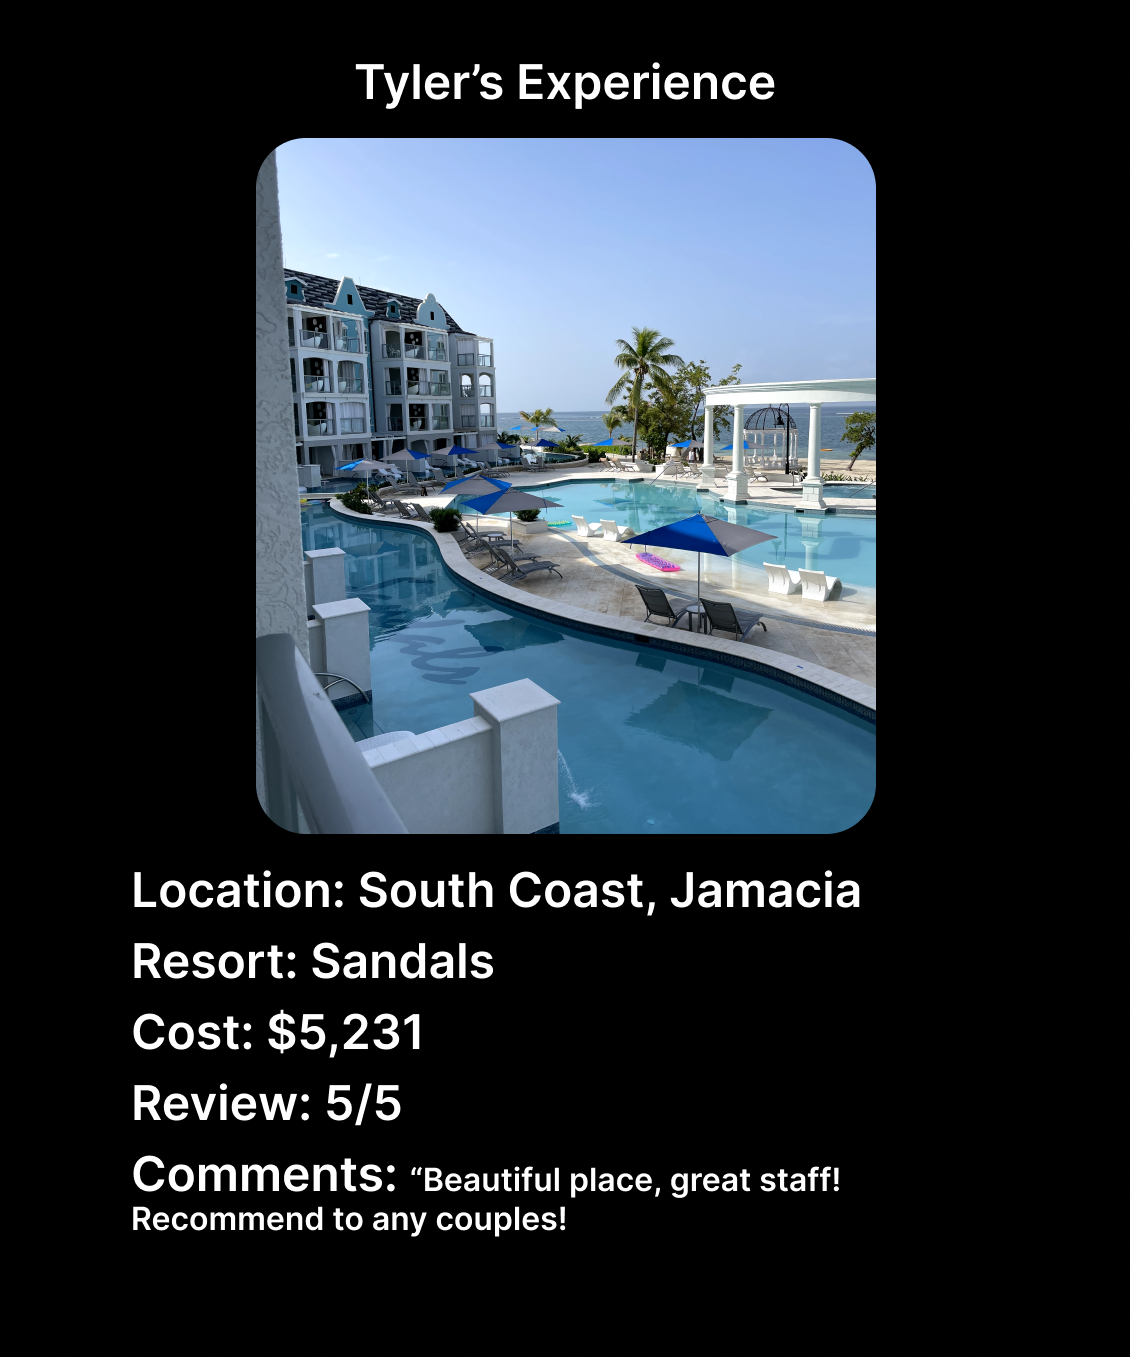 Tyler’s Experience
Location: South Coast, Jamacia
Resort: Sandals
Cost: $5,231
Review: 5/5
Comments: “Beautiful place, great staff!
Recommend to any couples!